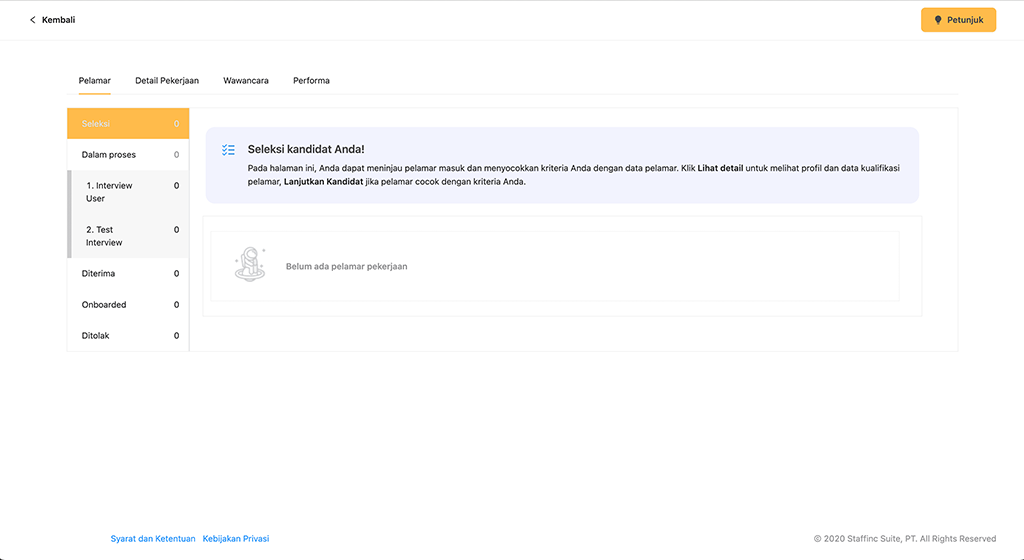 Kembali
Petunjuk
Pelamar
Detail Pekerjaan
Wawancara
Performa
Seleksi 0
Dalam proses 0
1. Interview 0
User
2. Test 0
Interview
Diterima 0
Onboarded 0
Ditolak 0
Seleksi kandidat Anda!
Pada halaman ini, Anda dapat meninjau pelamar masuk dan menyocokkan kriteria Anda dengan data pelamar. Klik Lihat detail untuk melihat profil dan data kualifikasi
pelamar, Lanjutkan Kandidat jika pelamar cocok dengan kriteria Anda.
Belum ada pelamar pekerjaan
Syarat dan Ketentuan
Kebijakan Privasi
© 2020 Staffinc Suite, PT. All Rights Reserved